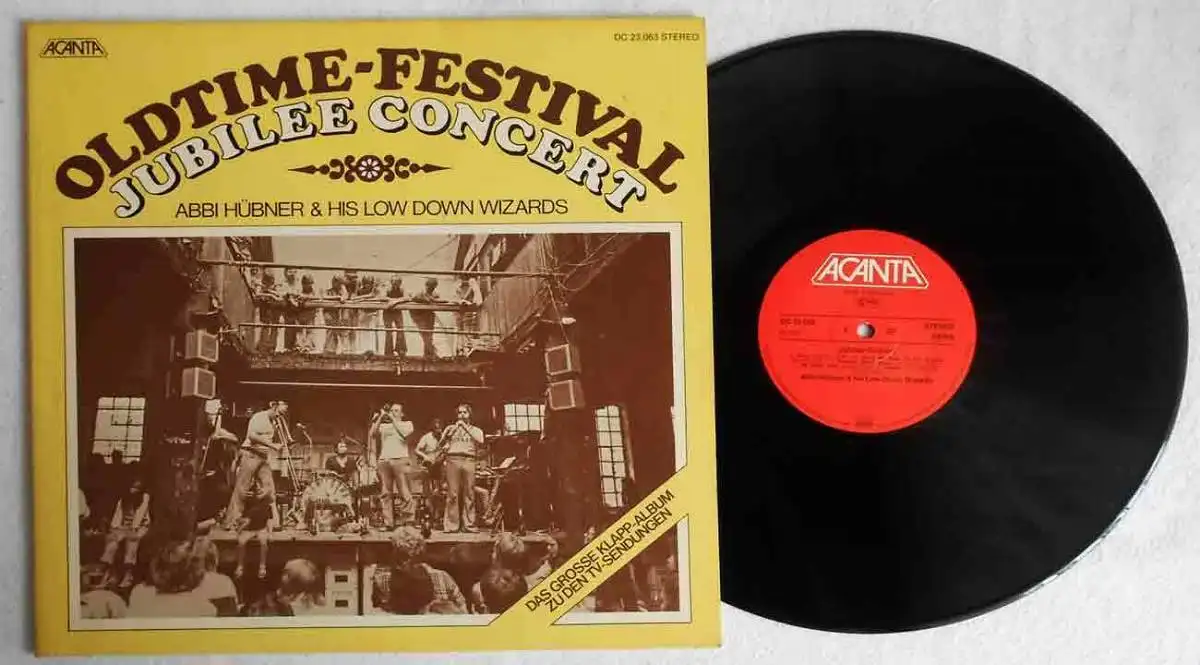 ACANTA
DC 23.063 STEREO
OLDTIME-FESTIVAL
JUBILEE CONCERT
ABBI HÜBNER & HIS LOW DOWN WIZARDS
DAS GROSSE KLAPP-ALBUM
ZU DEN TV-SENDUNGEN
ACANTA
STEREO